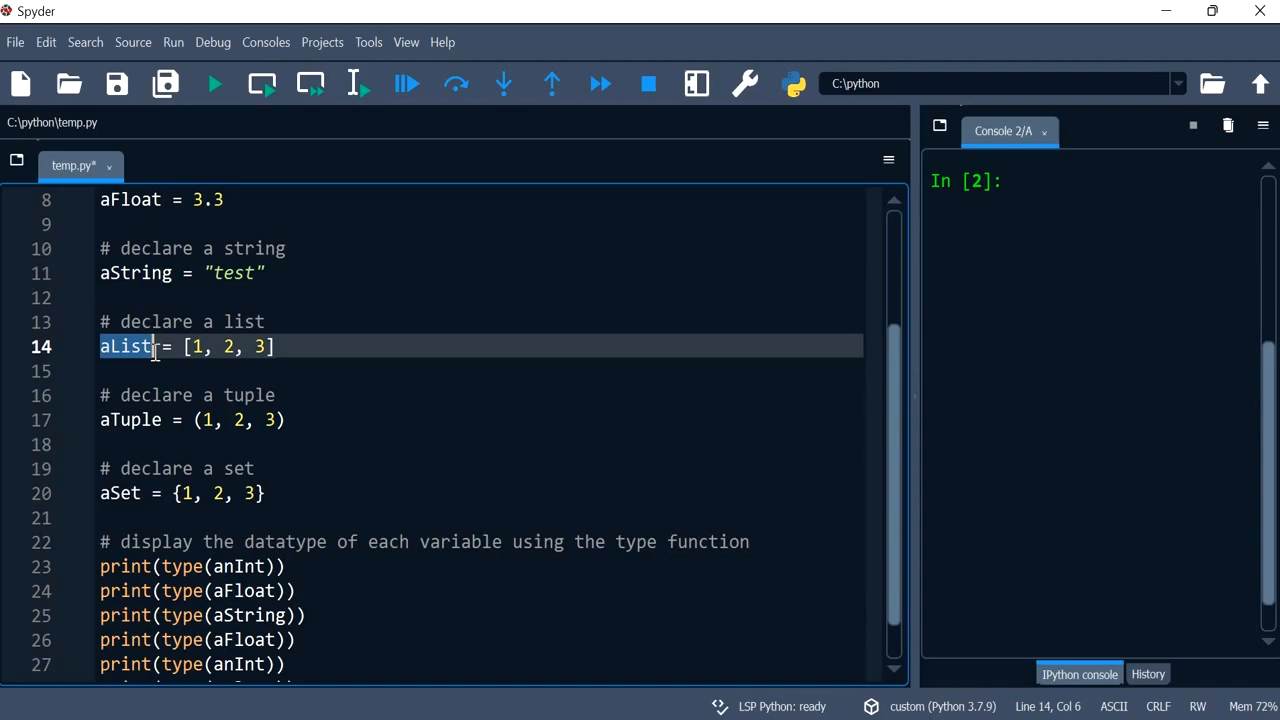 Spyder
File Edit Search Source Run Debug Consoles Projects Tools View Help
C:\python
C:\python\temp.py
Console 2/A
temp.py*
In [2]:
8 aFloat = 3.3
9
10 # declare a string
11 aString = "test"
12
13 # declare a list
14 aList = [1, 2, 3]
15
16 # declare a tuple
17 aTuple = (1, 2, 3)
18
19 # declare a set
20 aSet = {1, 2, 3}
21
22 # display the datatype of each variable using the type function
23 print(type(anInt))
24 print(type(aFloat))
25 print(type(aString))
26 print(type(aFloat))
27 print(type(anInt))
IPython console History
LSP Python: ready custom (Python 3.7.9) Line 14, Col 6 ASCII CRLF RW Mem 72%